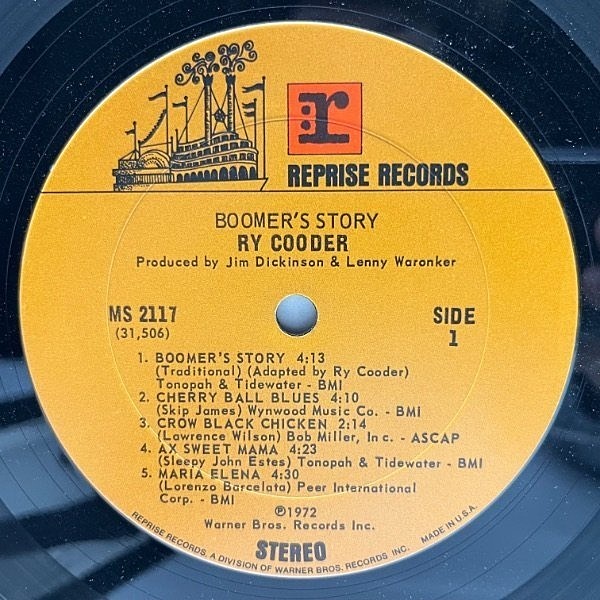 r
REPRISE RECORDS
BOOMER'S STORY
RY COODER
Produced by Jim Dickinson & Lenny Waronker
MS 2117
(31,506)
SIDE
1
1. BOOMER'S STORY 4:13
(Traditional) (Adapted by Ry Cooder)
Tonopah & Tidewater - BMI
2. CHERRY BALL BLUES 4:10
(Skip James) Wynwood Music Co. - BMI
3. CROW BLACK CHICKEN 2:14
(Lawrence Wilson) Bob Miller, Inc. - ASCAP
4. AX SWEET MAMA 4:23
(Sleepy John Estes) Tonopah & Tidewater - BMI
5. MARIA ELENA 4:30
(Lorenzo Barcelata) Peer International
Corp. - BMI
℗1972
Warner Bros. Records Inc.
STEREO
REPRISE RECORDS, A DIVISION OF WARNER BROS. RECORDS, INC. MADE IN U.S.A.